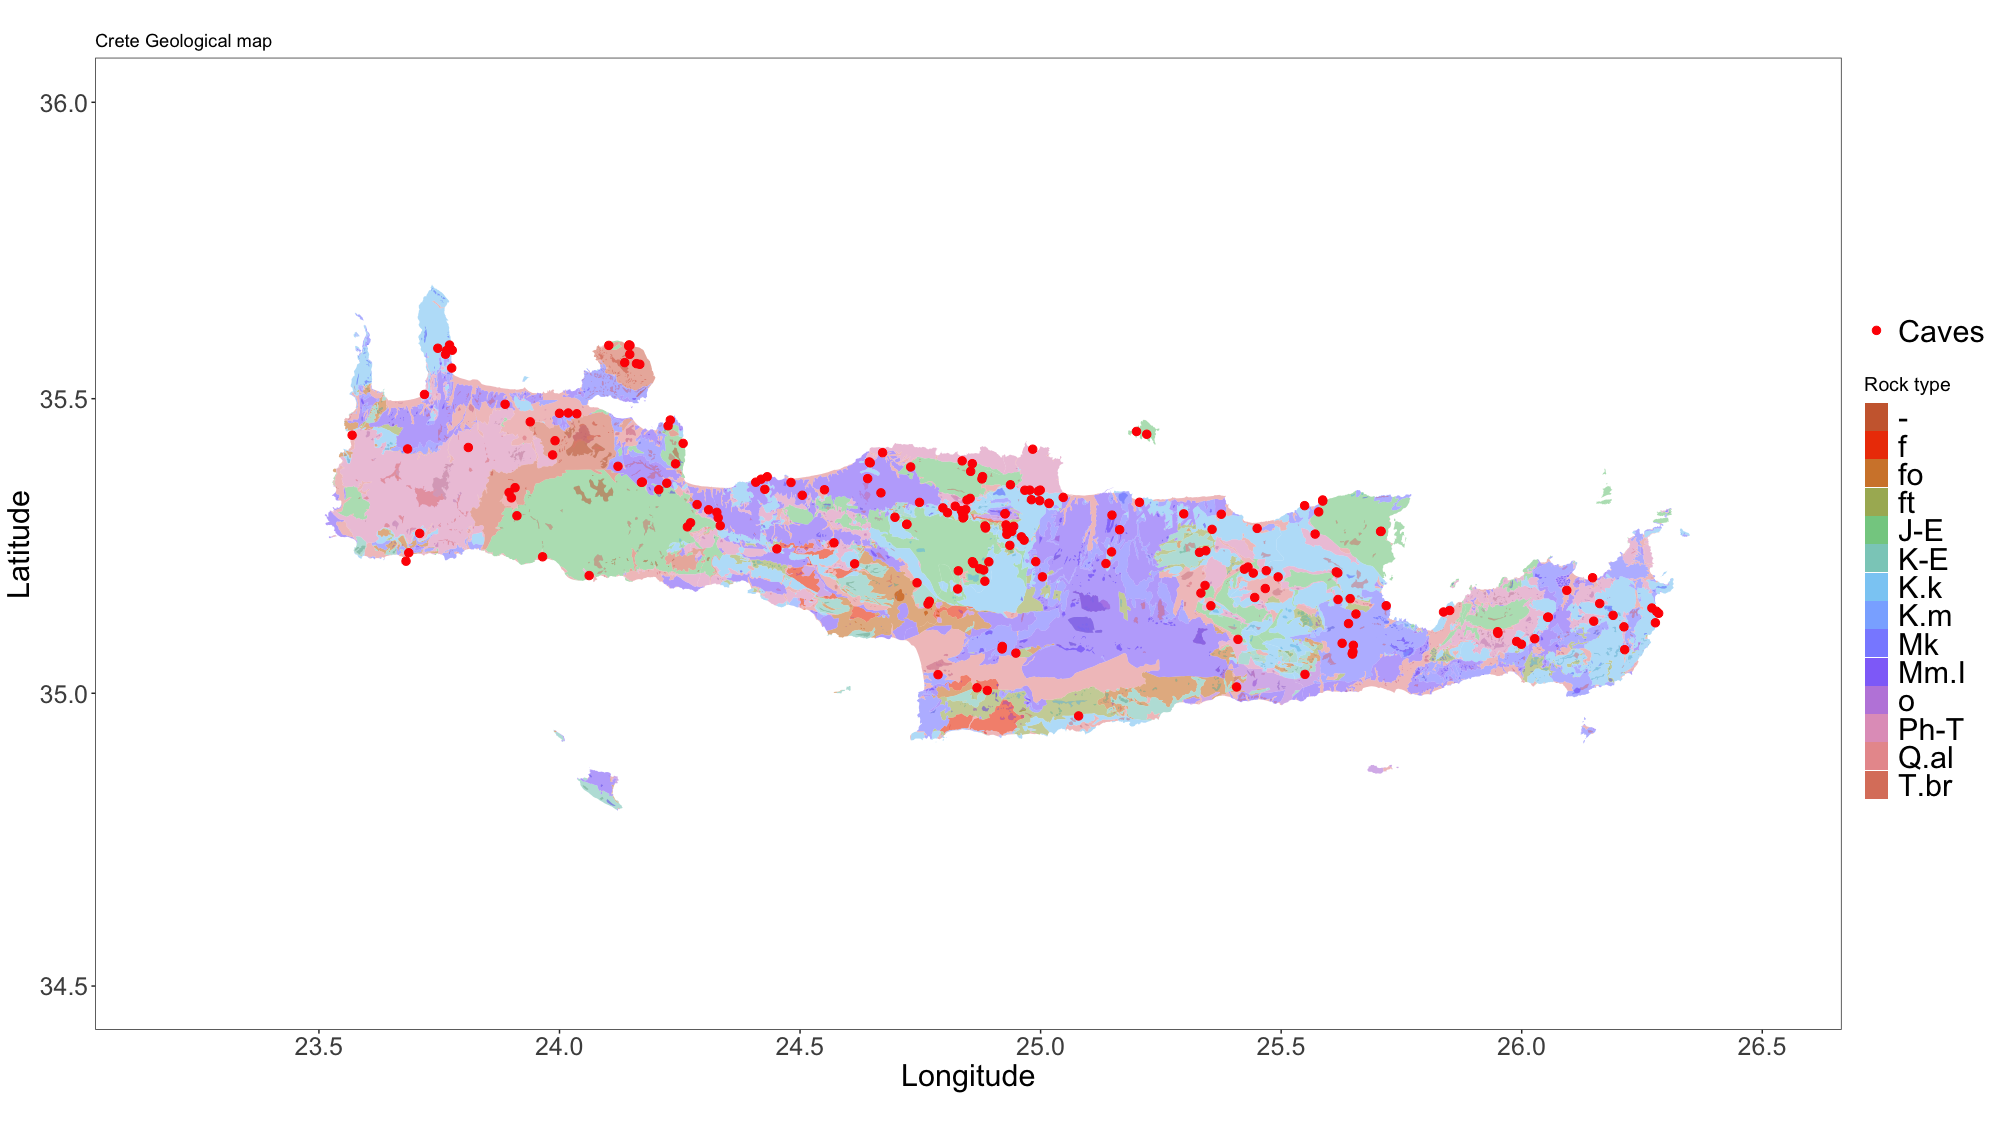 Crete Geological map
36.0
35.5
35.0
34.5
Latitude
23.5 24.0 24.5 25.0 25.5 26.0 26.5
Longitude
Caves
Rock type
-
f
fo
ft
J-E
K-E
K.k
K.m
Mk
Mm.I
o
Ph-T
Q.al
T.br